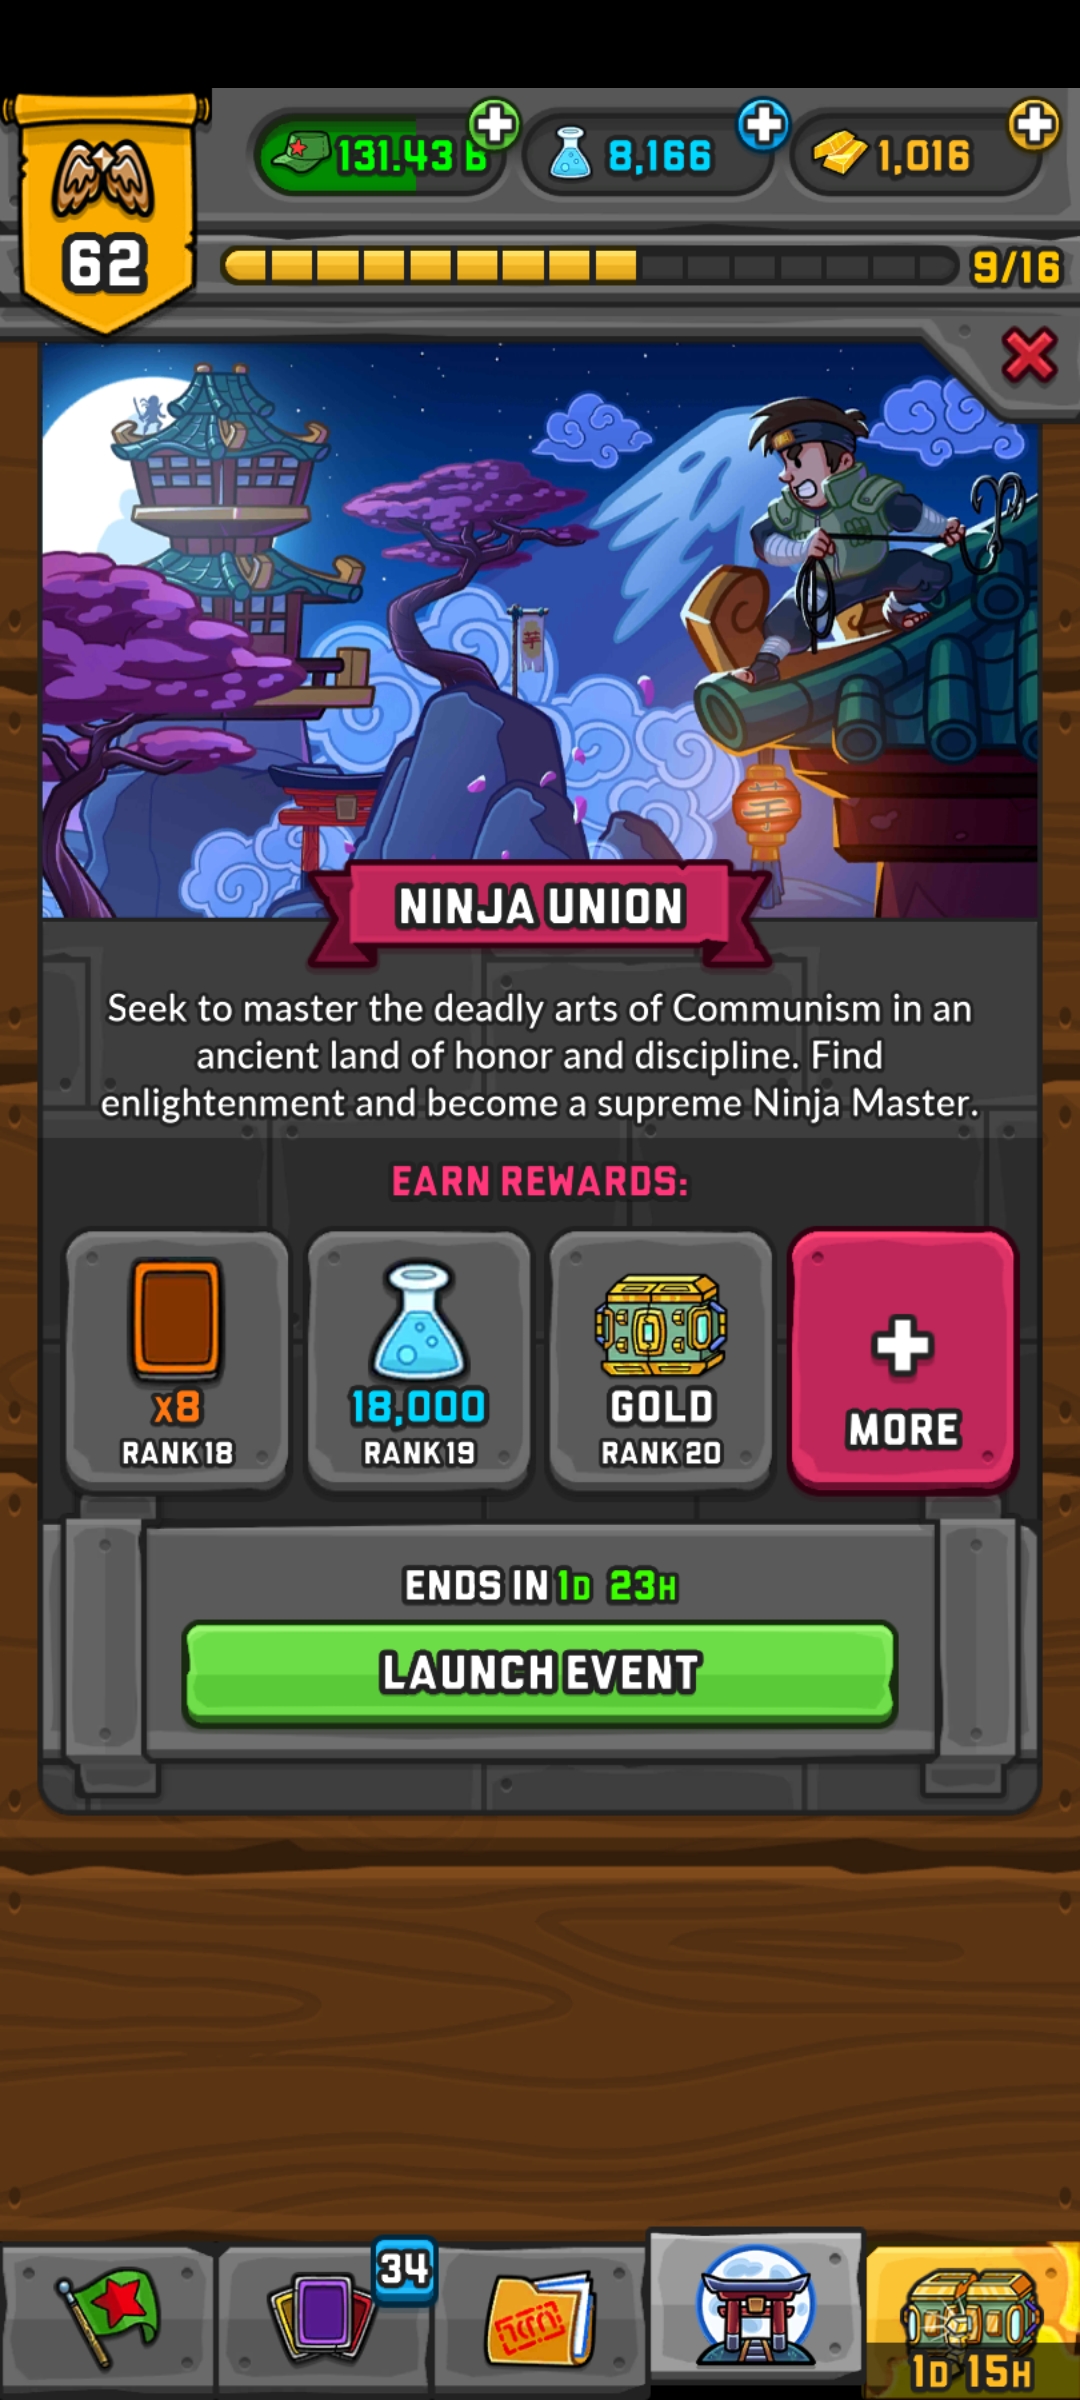 131.43 B
8,166
1,016
62
9/16
NINJA UNION
Seek to master the deadly arts of Communism in an
ancient land of honor and discipline. Find
enlightenment and become a supreme Ninja Master.
EARN REWARDS:
x8
RANK 18
18,000
RANK 19
GOLD
RANK 20
MORE
ENDS IN 1D 23H
LAUNCH EVENT
34
1D 15H